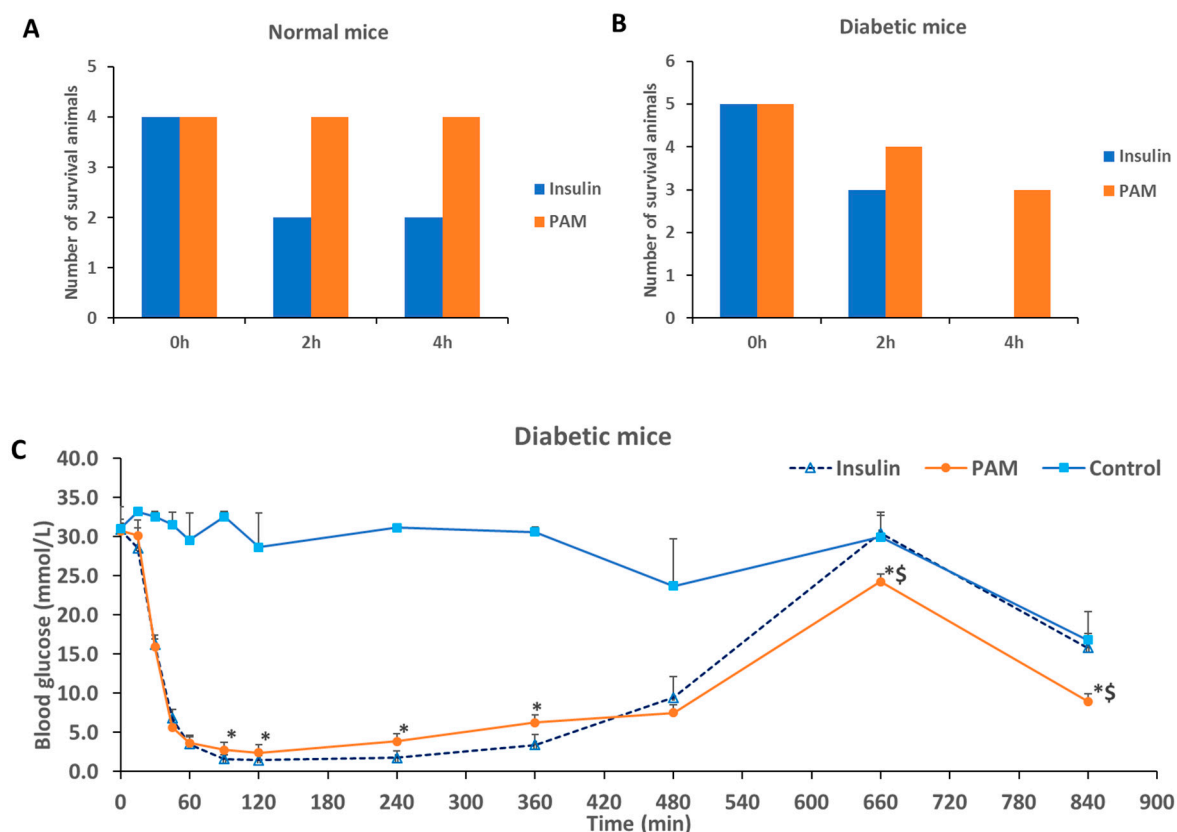 A
Normal mice
Number of survival animals
5
4
3
2
1
0
0h
2h
4h
Insulin
PAM
B
Diabetic mice
Number of survival animals
6
5
4
3
2
1
0
0h
2h
4h
Insulin
PAM
C
Diabetic mice
Insulin
PAM
Control
Blood glucose (mmol/L)
40.0
35.0
30.0
25.0
20.0
15.0
10.0
5.0
0.0
*
*
*
*
*$
*$
0 60 120 180 240 300 360 420 480 540 600 660 720 780 840 900
Time (min)